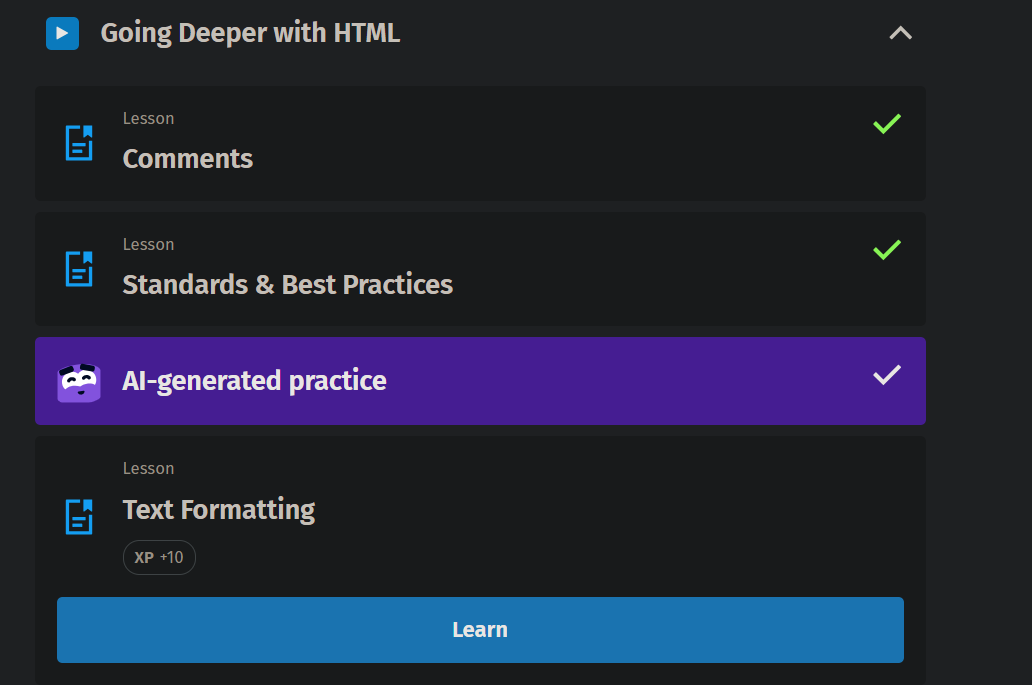 Going Deeper with HTML
Lesson
Comments
Lesson
Standards & Best Practices
AI-generated practice
Lesson
Text Formatting
XP +10
Learn